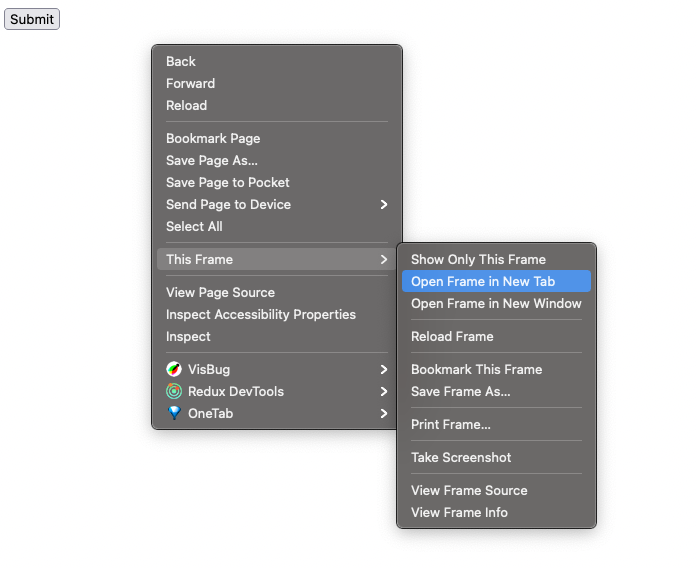 Submit
Back
Forward
Reload
Bookmark Page
Save Page As...
Save Page to Pocket
Send Page to Device
Select All
This Frame
View Page Source
Inspect Accessibility Properties
Inspect
VisBug
Redux DevTools
OneTab
Show Only This Frame
Open Frame in New Tab
Open Frame in New Window
Reload Frame
Bookmark This Frame
Save Frame As...
Print Frame...
Take Screenshot
View Frame Source
View Frame Info